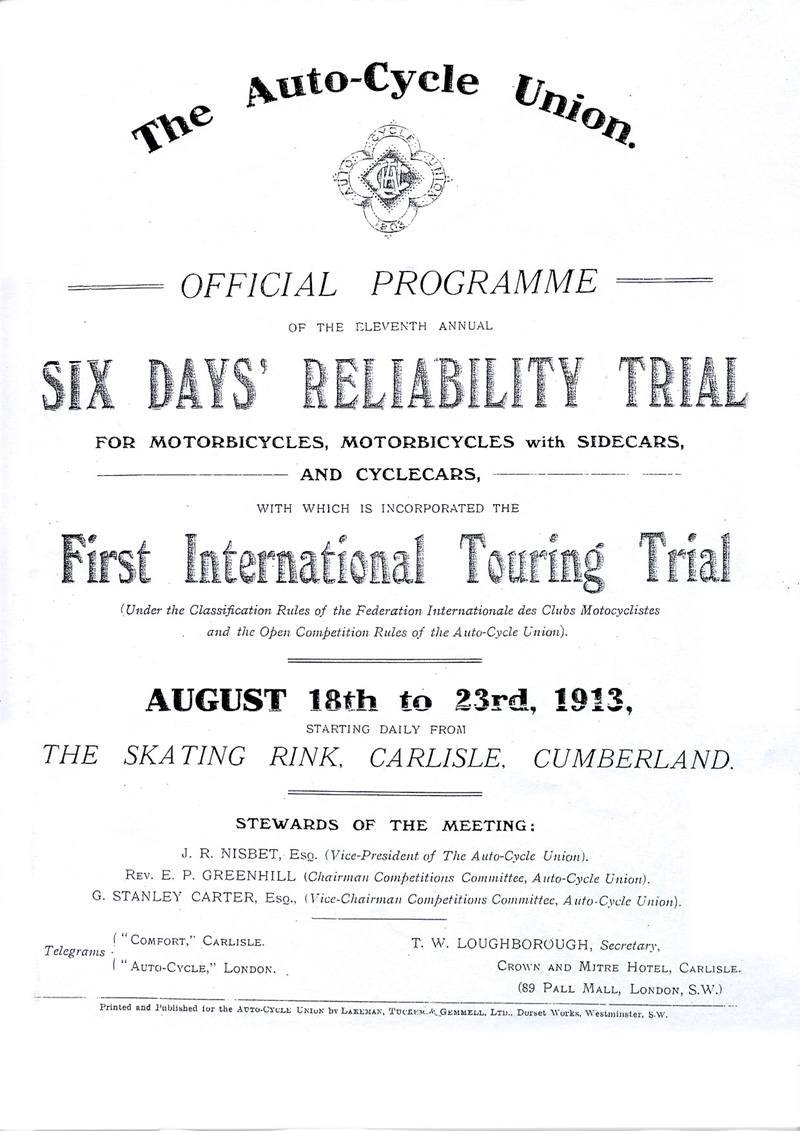 The Auto-Cycle Union.
AUTO CYCLE UNION
ACU
1903
OFFICIAL PROGRAMME
OF THE ELEVENTH ANNUAL
SIX DAYS' RELIABILITY TRIAL
FOR MOTORBICYCLES, MOTORBICYCLES with SIDECARS,
AND CYCLECARS,
WITH WHICH IS INCORPORATED THE
First International Touring Trial
(Under the Classification Rules of the Federation Internationale des Clubs Motocyclistes
and the Open Competition Rules of the Auto-Cycle Union).
AUGUST 18th to 23rd, 1913,
STARTING DAILY FROM
THE SKATING RINK, CARLISLE, CUMBERLAND.
STEWARDS OF THE MEETING:
J. R. NISBET, ESQ. (Vice-President of The Auto-Cycle Union).
REV. E. P. GREENHILL (Chairman Competitions Committee, Auto-Cycle Union).
G. STANLEY CARTER, ESQ., (Vice-Chairman Competitions Committee, Auto-Cycle Union).
Telegrams
("COMFORT," CARLISLE.
("AUTO-CYCLE," LONDON.
T. W. LOUGHBOROUGH, Secretary,
CROWN AND MITRE HOTEL, CARLISLE.
(89 PALL MALL, LONDON, S.W.)
Printed and Published for the AUTO-CYCLE UNION by LAKEMAN, TUCKER & GEMMELL, LTD., Dorset Works, Westminster, S.W.